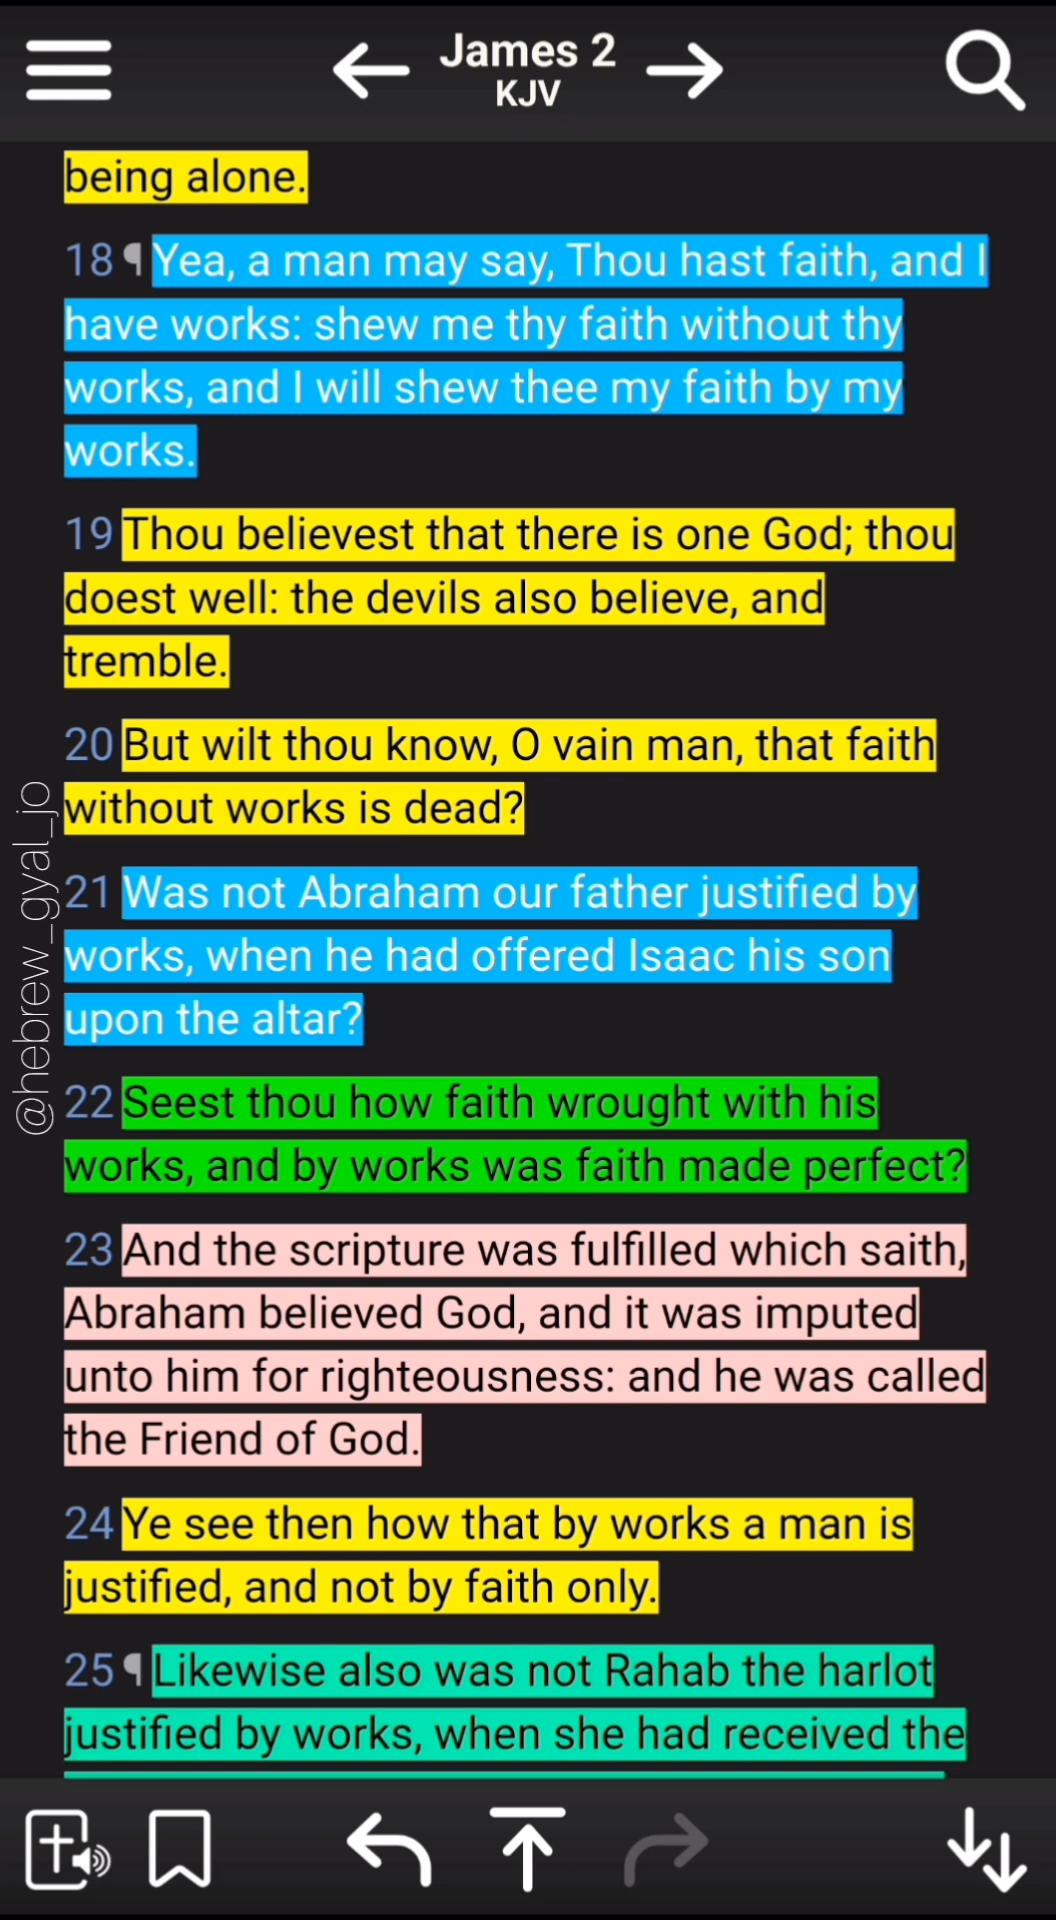 James 2
KJV
being alone.
18 ¶ Yea, a man may say, Thou hast faith, and I
have works: shew me thy faith without thy
works, and I will shew thee my faith by my
works.
19 Thou believest that there is one God; thou
doest well: the devils also believe, and
tremble.
20 But wilt thou know, O vain man, that faith
without works is dead?
21 Was not Abraham our father justified by
works, when he had offered Isaac his son
upon the altar?
22 Seest thou how faith wrought with his
works, and by works was faith made perfect?
23 And the scripture was fulfilled which saith,
Abraham believed God, and it was imputed
unto him for righteousness: and he was called
the Friend of God.
24 Ye see then how that by works a man is
justified, and not by faith only.
25 ¶ Likewise also was not Rahab the harlot
justified by works, when she had received the
@hebrew_gyal_jo